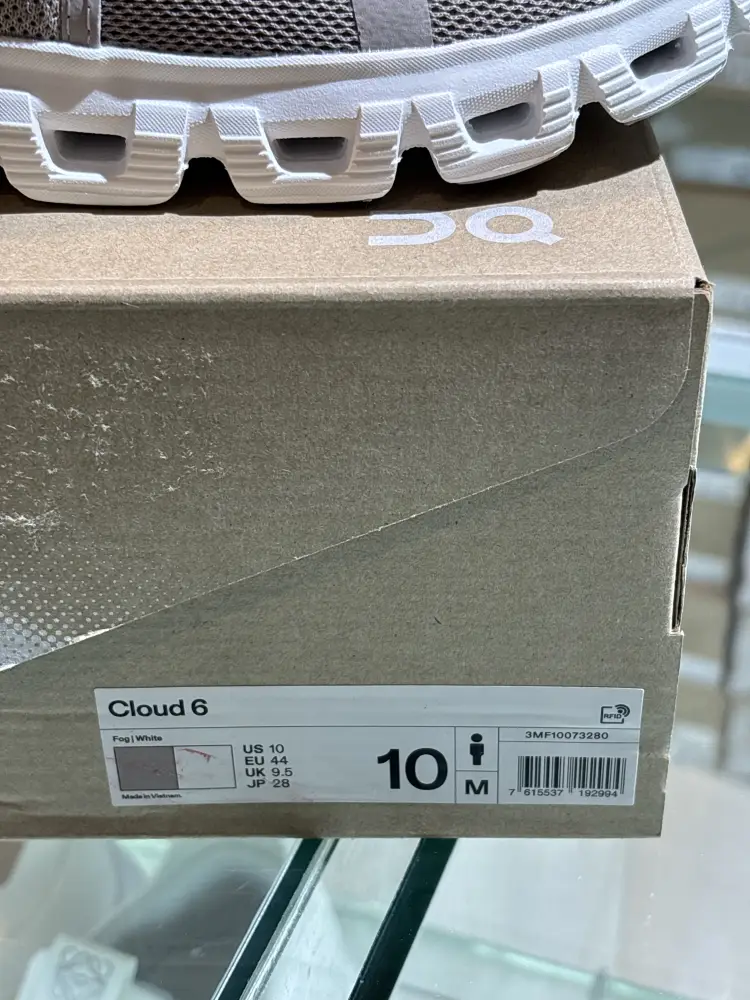 On
Cloud 6
RFID
Fog | White
US 10
EU 44
UK 9.5
JP 28
Made in Vietnam.
10
M
3MF10073280
7 615537 192994